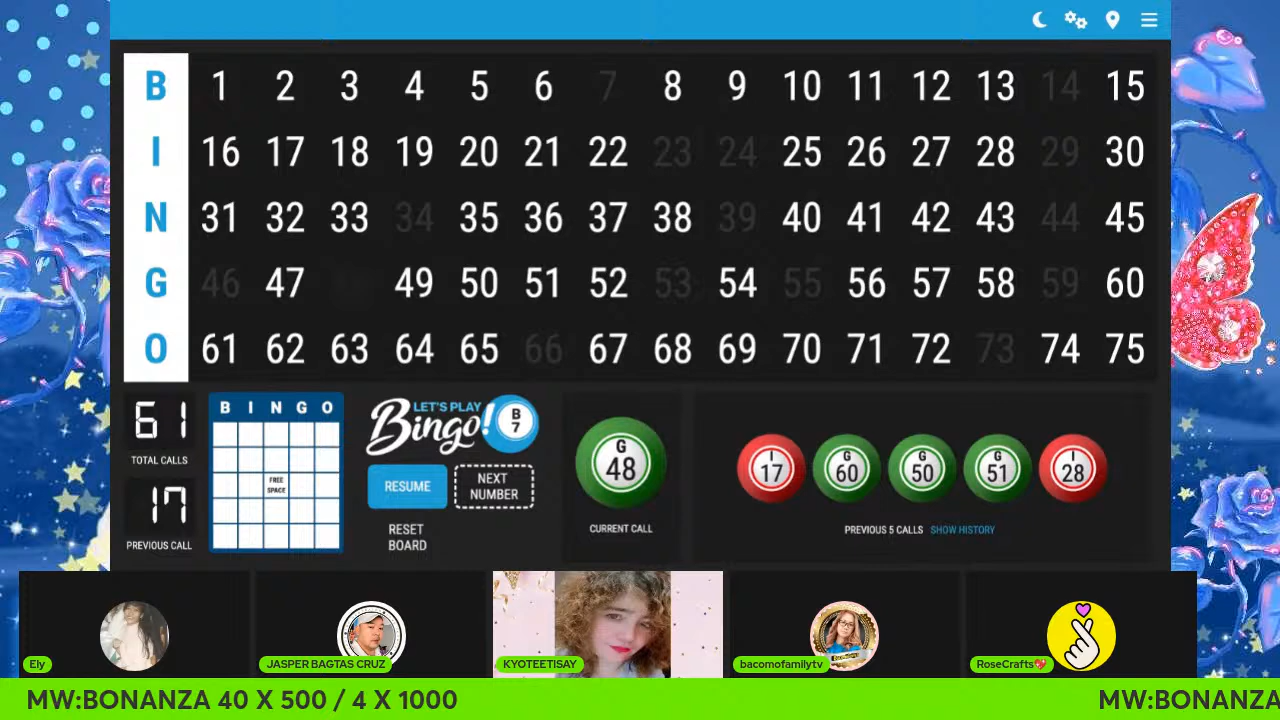 B 1 2 3 4 5 6 7 8 9 10 11 12 13 14 15
I 16 17 18 19 20 21 22 23 24 25 26 27 28 29 30
N 31 32 33 34 35 36 37 38 39 40 41 42 43 44 45
G 46 47 49 50 51 52 53 54 55 56 57 58 59 60
O 61 62 63 64 65 66 67 68 69 70 71 72 73 74 75
61
TOTAL CALLS
17
PREVIOUS CALL
B I N G O
FREE
SPACE
LET'S PLAY
Bingo!
B
7
RESUME
NEXT
NUMBER
RESET
BOARD
G
48
CURRENT CALL
I
17
G
60
G
50
G
51
I
28
PREVIOUS 5 CALLS SHOW HISTORY
Ely
JASPER BAGTAS CRUZ
KYOTEETISAY
bacomofamilytv
RoseCrafts💖
MW:BONANZA 40 X 500 / 4 X 1000
MW:BONANZA